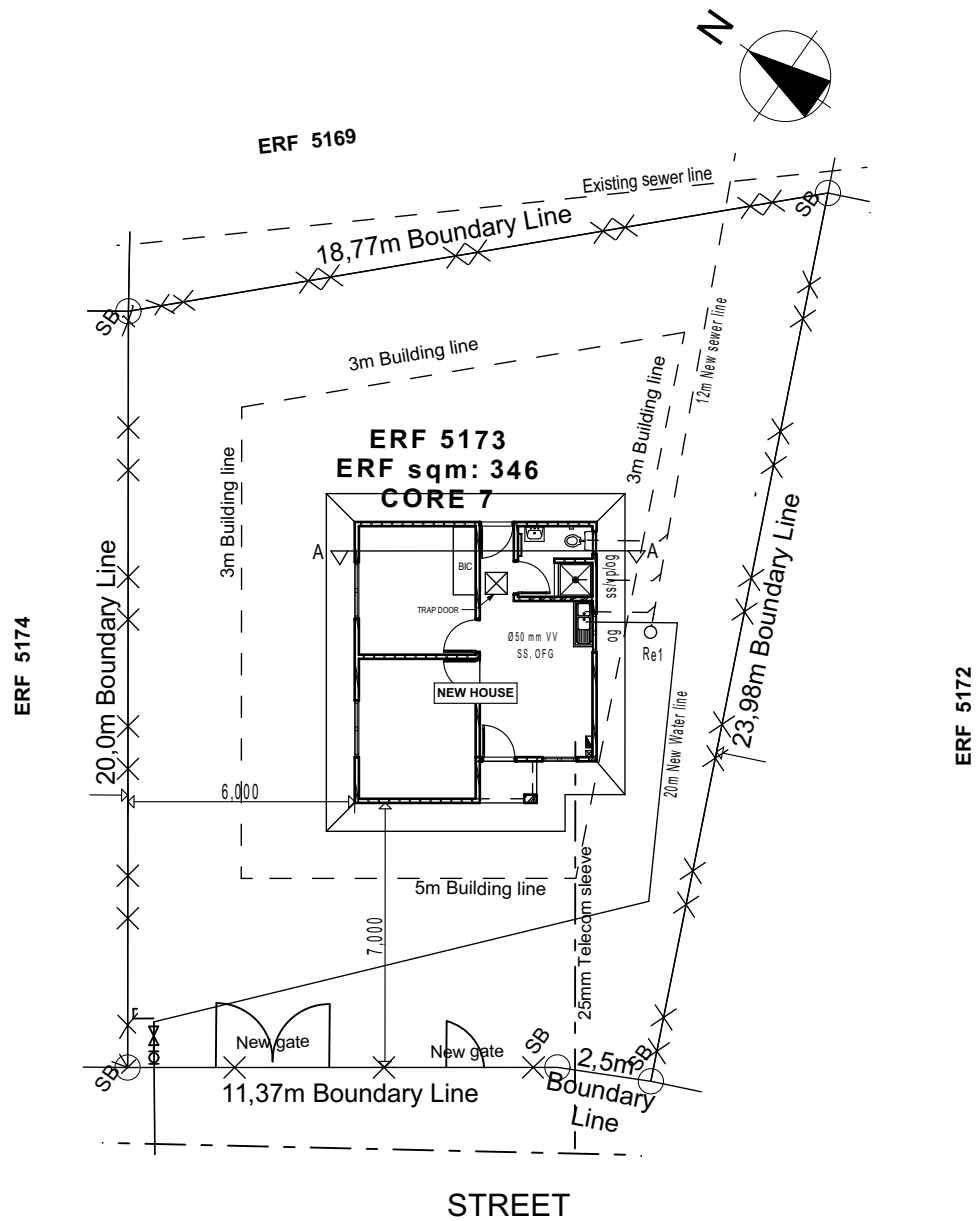 N
ERF 5169
Existing sewer line
SB
18,77m Boundary Line
SB
12m New sewer line
3m Building line
3m Building line
ERF 5173
ERF sqm: 346
CORE 7
3m Building line
A
A
BIC
TRAP DOOR
ss/vp/og
Ø50 mm VV
SS, OFG
og
Re1
NEW HOUSE
20,0m Boundary Line
23,98m Boundary Line
ERF 5174
ERF 5172
20m New Water line
6,000
5m Building line
7,000
25mm Telecom sleeve
New gate
New gate
SB
SB
SB
11,37m Boundary Line
2,5m
Boundary
Line
STREET